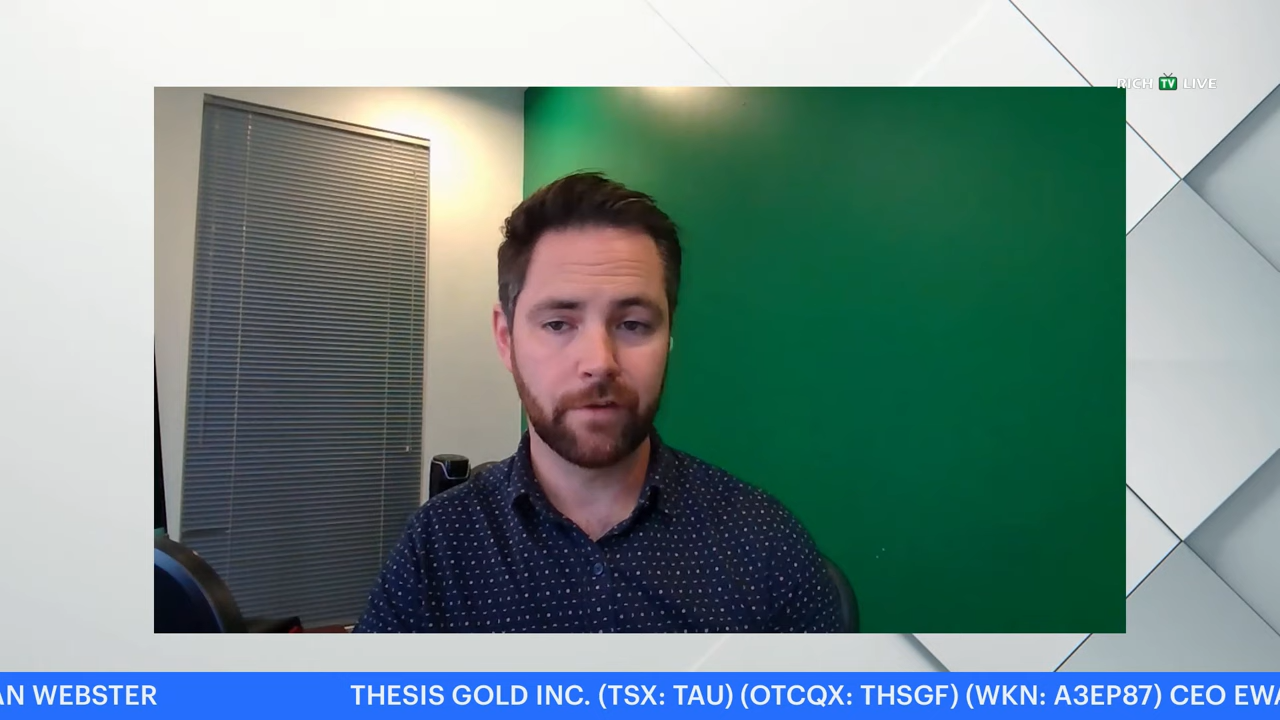 RICH TV LIVE
AN WEBSTER THESIS GOLD INC. (TSX: TAU) (OTCQX: THSGF) (WKN: A3EP87) CEO EWA